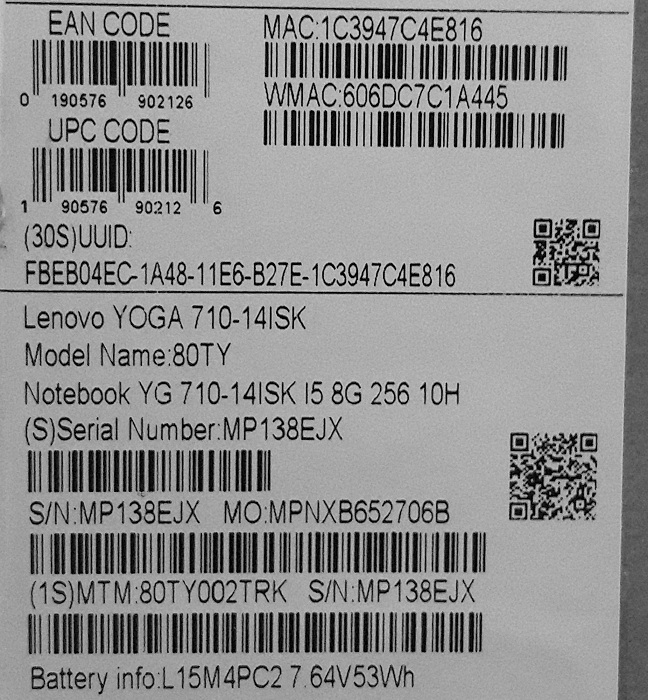 EAN CODE
MAC:1C3947C4E816
0 190576 902126
WMAC:606DC7C1A445
UPC CODE
1 90576 90212 6
(30S)UUID:
FBEB04EC-1A48-11E6-B27E-1C3947C4E816
Lenovo YOGA 710-14ISK
Model Name:80TY
Notebook YG 710-14ISK I5 8G 256 10H
(S)Serial Number:MP138EJX
S/N:MP138EJX MO:MPNXB652706B
(1S)MTM:80TY002TRK S/N:MP138EJX
Battery info:L15M4PC2 7.64V53Wh